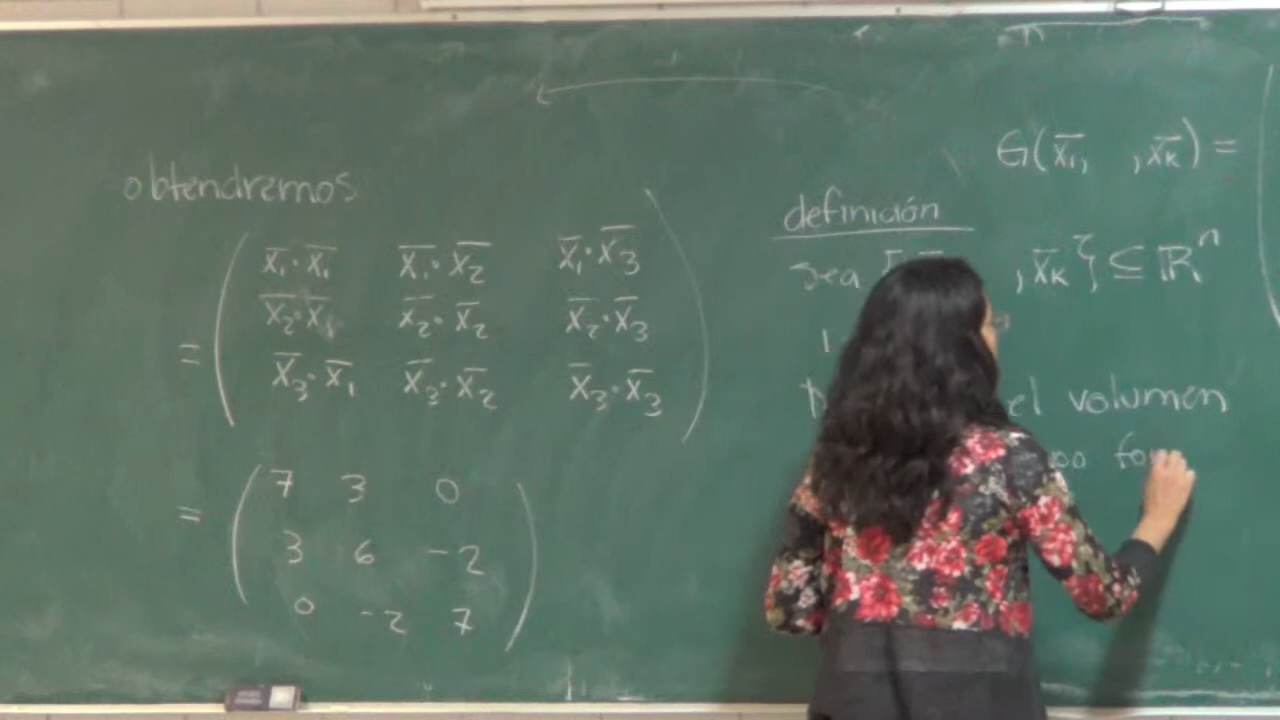 obtendremos
= ( x̄₁·x̄₁ x̄₁·x̄₂ x̄₁·x̄₃
x̄₂·x̄₁ x̄₂·x̄₂ x̄₂·x̄₃
x̄₃·x̄₁ x̄₃·x̄₂ x̄₃·x̄₃ )
= ( 7 3 0
3 6 -2
0 -2 7 )
G(x̄₁, , x̄ₖ) = (
definición
sea , x̄ₖ} ⊆ ℝⁿ
el volumen